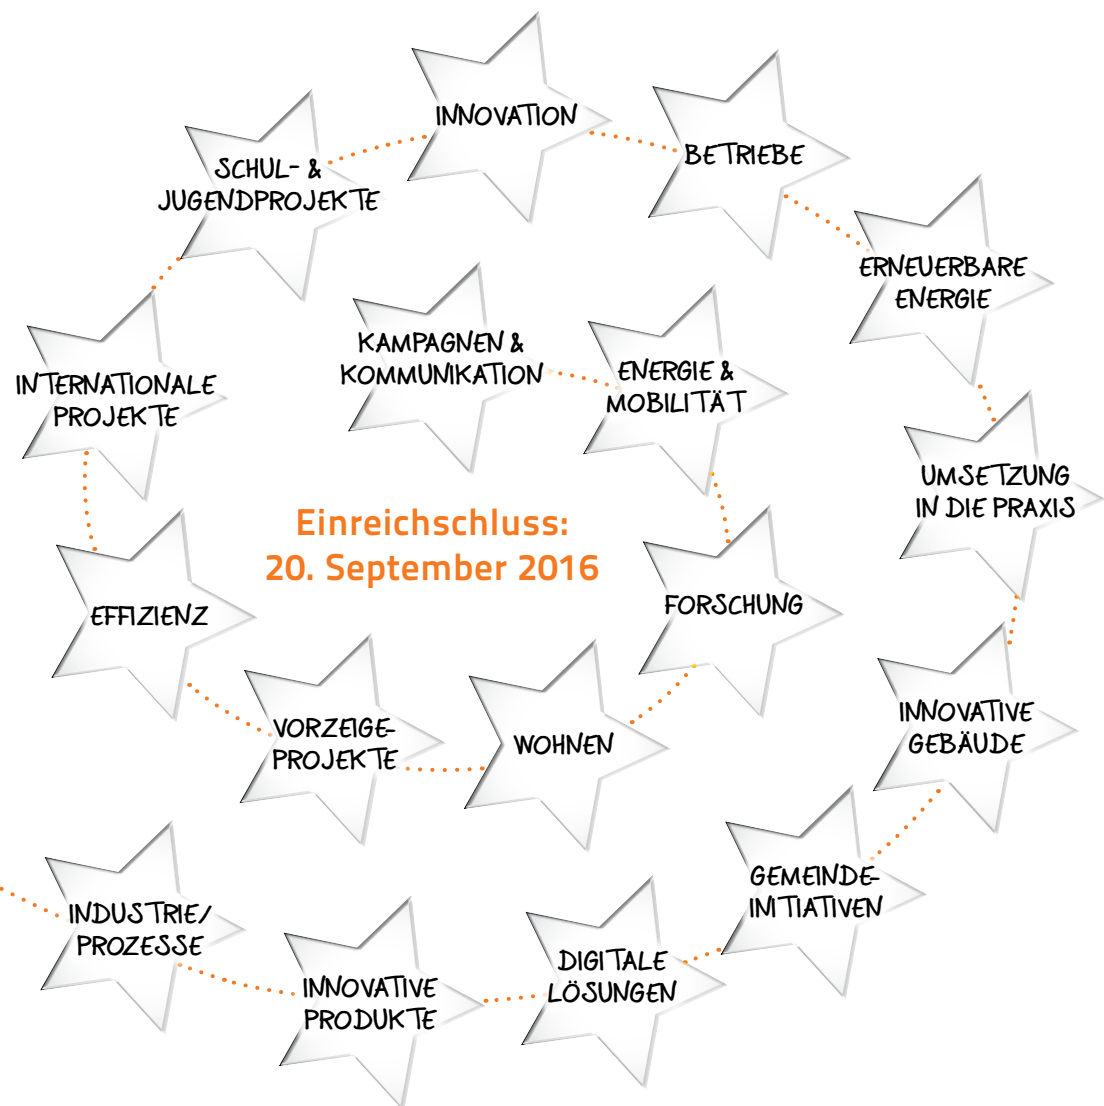 INNOVATION
BETRIEBE
SCHUL- &
JUGENDPROJEKTE
ERNEUERBARE
ENERGIE
KAMPAGNEN &
KOMMUNIKATION
ENERGIE &
MOBILITÄT
INTERNATIONALE
PROJEKTE
UMSETZUNG
IN DIE PRAXIS
Einreichschluss:
20. September 2016
EFFIZIENZ
FORSCHUNG
VORZEIGE-
PROJEKTE
WOHNEN
INNOVATIVE
GEBÄUDE
GEMEINDE-
INITIATIVEN
INDUSTRIE/
PROZESSE
INNOVATIVE
PRODUKTE
DIGITALE
LÖSUNGEN